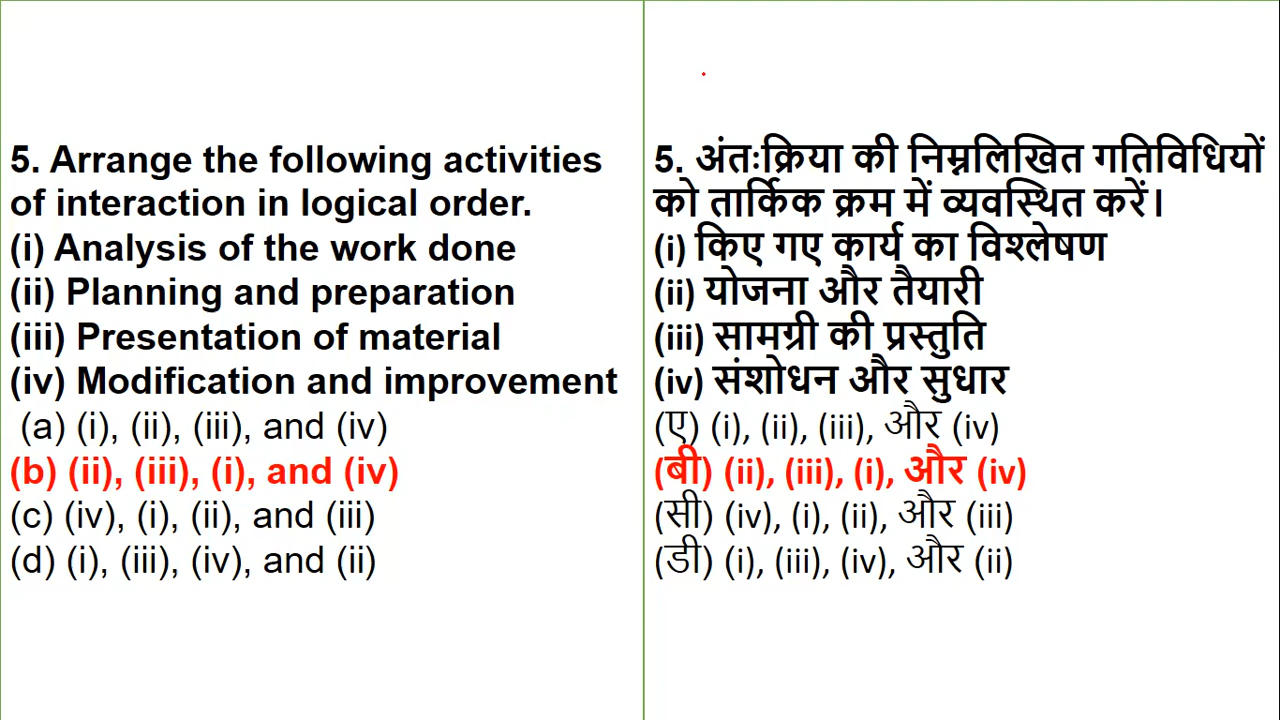 5. Arrange the following activities
of interaction in logical order.
(i) Analysis of the work done
(ii) Planning and preparation
(iii) Presentation of material
(iv) Modification and improvement
(a) (i), (ii), (iii), and (iv)
(b) (ii), (iii), (i), and (iv)
(c) (iv), (i), (ii), and (iii)
(d) (i), (iii), (iv), and (ii)
5. अंतःक्रिया की निम्नलिखित गतिविधियों
को तार्किक क्रम में व्यवस्थित करें।
(i) किए गए कार्य का विश्लेषण
(ii) योजना और तैयारी
(iii) सामग्री की प्रस्तुति
(iv) संशोधन और सुधार
(ए) (i), (ii), (iii), और (iv)
(बी) (ii), (iii), (i), और (iv)
(सी) (iv), (i), (ii), और (iii)
(डी) (i), (iii), (iv), और (ii)